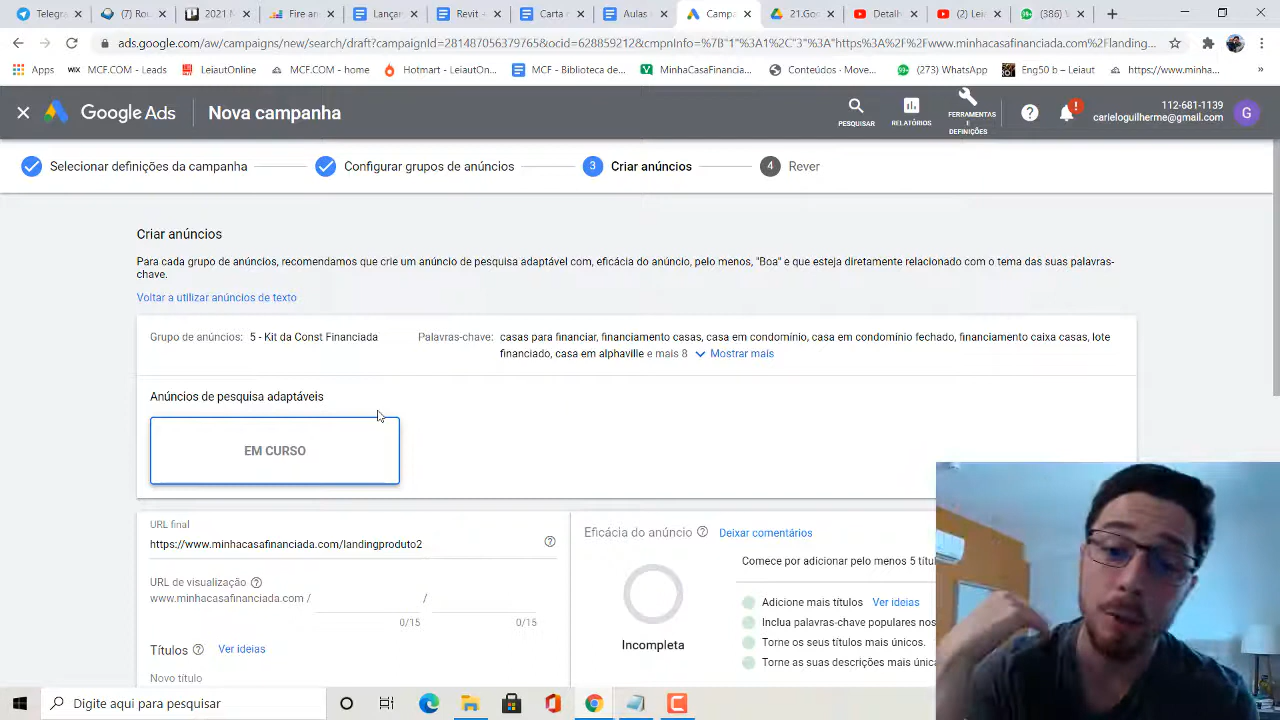 Telegra
(7) (Rou
2021 M
Fire an
Lançar
Revit -
Carta c
Aulas
Campa
21.Goo
Detalh
(2) Lei
(386) \
ads.google.com/aw/campaigns/new/search/draft?campaignId=281487056379768&ocid=628859212&cmpnInfo=%7B"1"%3A1%2C"3"%3A"https%3A%2F%2Fwww.minhacasafinanciada.com%2Flanding...
Apps
WIX MCF.COM - Leads
LeiautOnline
MCF.COM - home
Hotmart - LeiautOn...
MCF - Biblioteca de...
MinhaCasaFinancia...
Conteúdos · Move...
(273) WhatsApp
Eng50 b – Leiaut
https://www.minha...
»
Google Ads
Nova campanha
PESQUISAR
RELATÓRIOS
FERRAMENTAS E DEFINIÇÕES
112-681-1139
carieloguilherme@gmail.com
G
Selecionar definições da campanha
Configurar grupos de anúncios
3 Criar anúncios
4 Rever
Criar anúncios
Para cada grupo de anúncios, recomendamos que crie um anúncio de pesquisa adaptável com, eficácia do anúncio, pelo menos, "Boa" e que esteja diretamente relacionado com o tema das suas palavras-
chave.
Voltar a utilizar anúncios de texto
Grupo de anúncios: 5 - Kit da Const Financiada
Palavras-chave: casas para financiar, financiamento casas, casa em condomínio, casa em condomínio fechado, financiamento caixa casas, lote
financiado, casa em alphaville e mais 8 Mostrar mais
Anúncios de pesquisa adaptáveis
EM CURSO
URL final
https://www.minhacasafinanciada.com/landingproduto2
URL de visualização
www.minhacasafinanciada.com / /
0/15 0/15
Títulos Ver ideias
Novo título
Eficácia do anúncio Deixar comentários
Incompleta
Comece por adicionar pelo menos 5 títul
Adicione mais títulos Ver ideias
Inclua palavras-chave populares nos
Torne os seus títulos mais únicos.
Torne as suas descrições mais única
Digite aqui para pesquisar